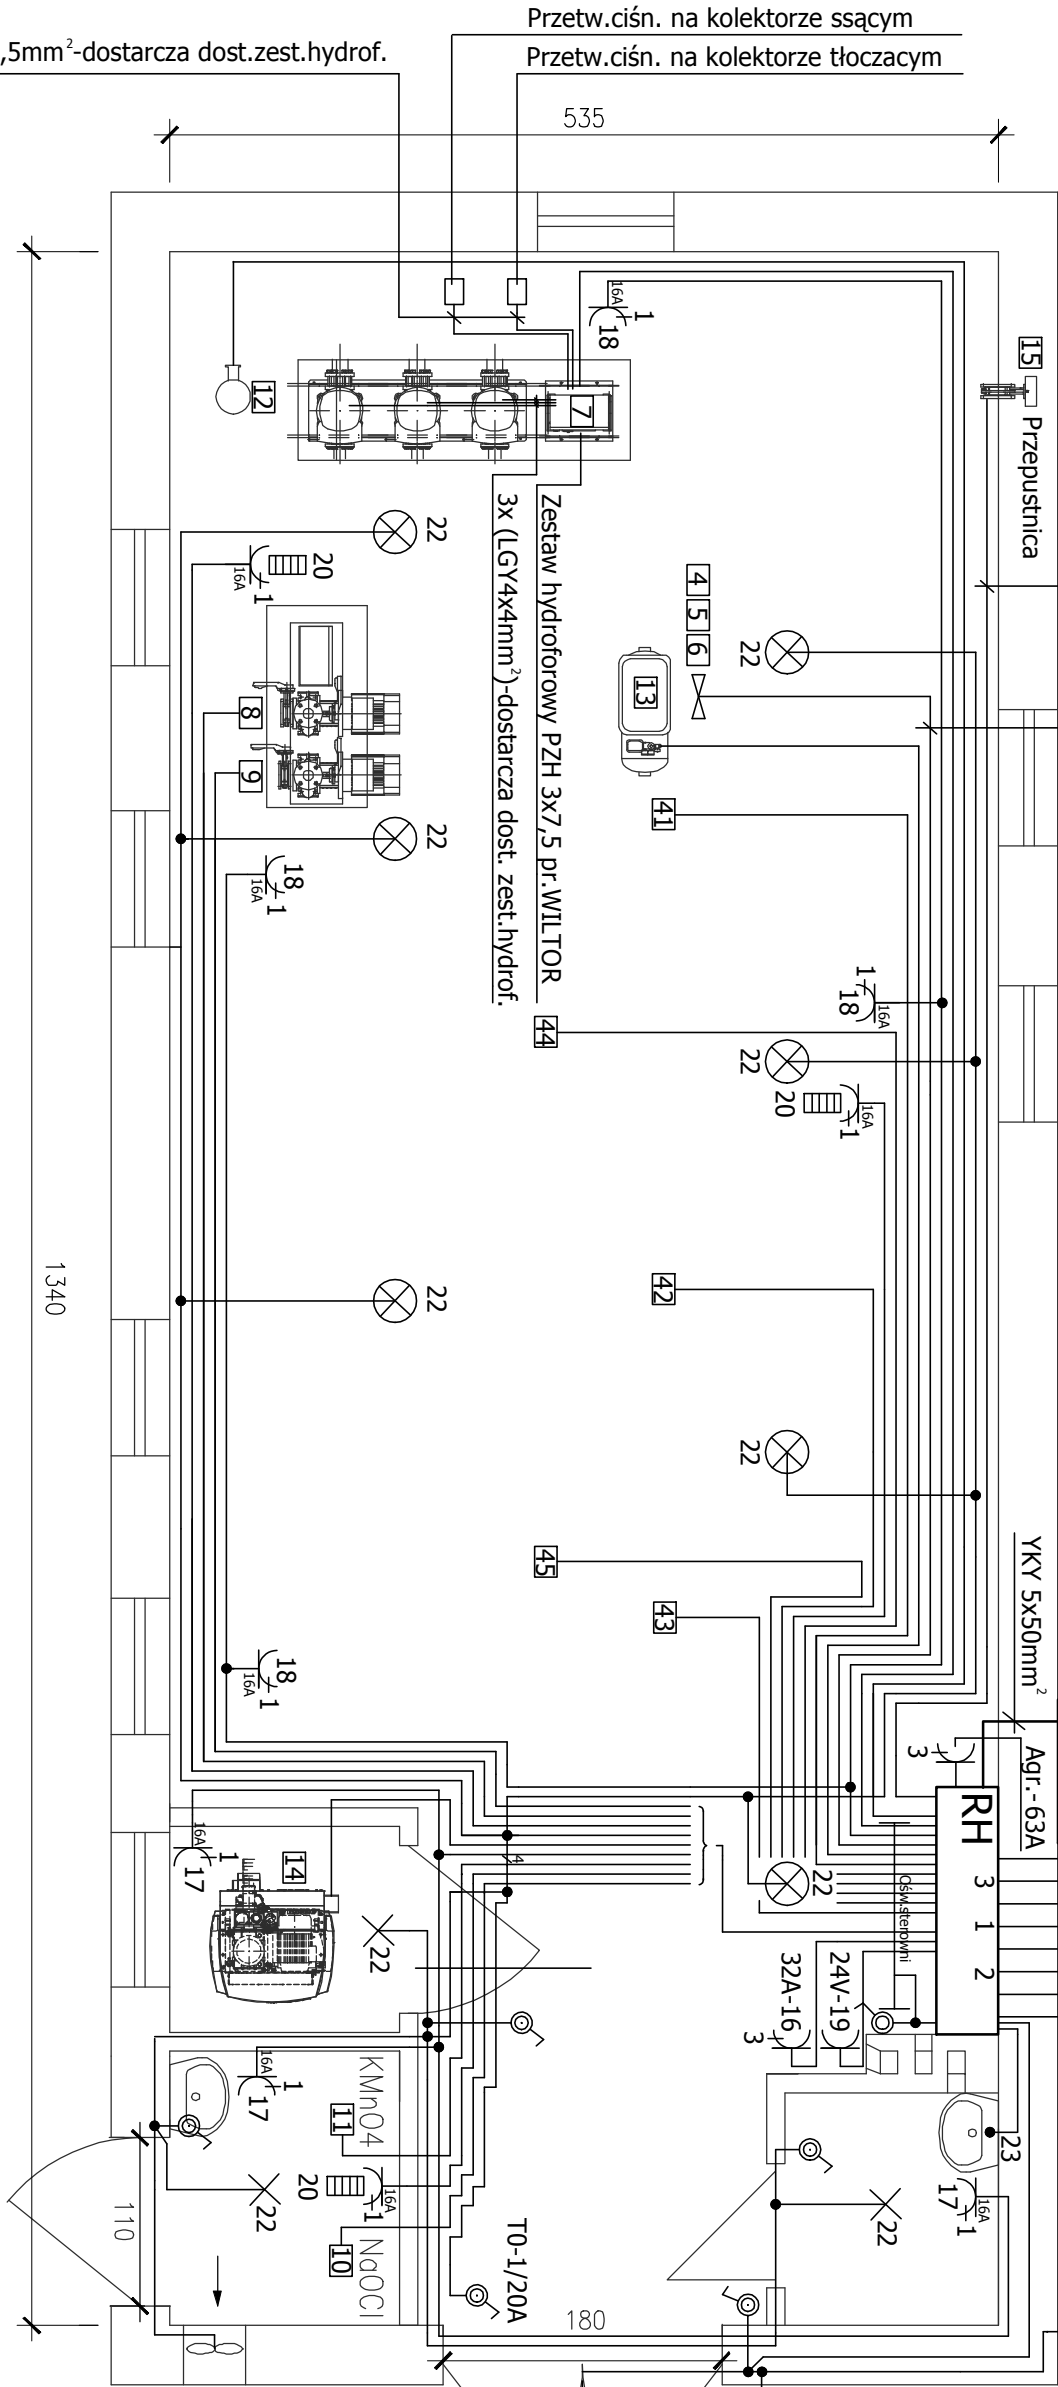 Przetw.ciśn. na kolektorze ssącym
,5mm²-dostarcza dost.zest.hydrof.
Przetw.ciśn. na kolektorze tłoczacym
535
16A
1
18
15
Przepustnica
12
7
Zestaw hydroforowy PZH 3x7,5 pr.WILTOR
3x (LGY4x4mm²)-dostarcza dost. zest.hydrof.
22
20
16A
1
4
5
6
22
13
8
9
41
22
18
16A
1
1
18
16A
44
22
20
16A
1
1340
42
22
22
45
43
YKY 5x50mm²
18
16A
1
3
Agr.-63A
RH
3
1
2
Ośw.sterowni
22
4
16A
1
17
14
22
32A-16
24V-19
3
16A
1
17
KMnO4
11
23
16A
17
1
22
110
22
20
16A
1
10
NaOCl
T0-1/20A
180